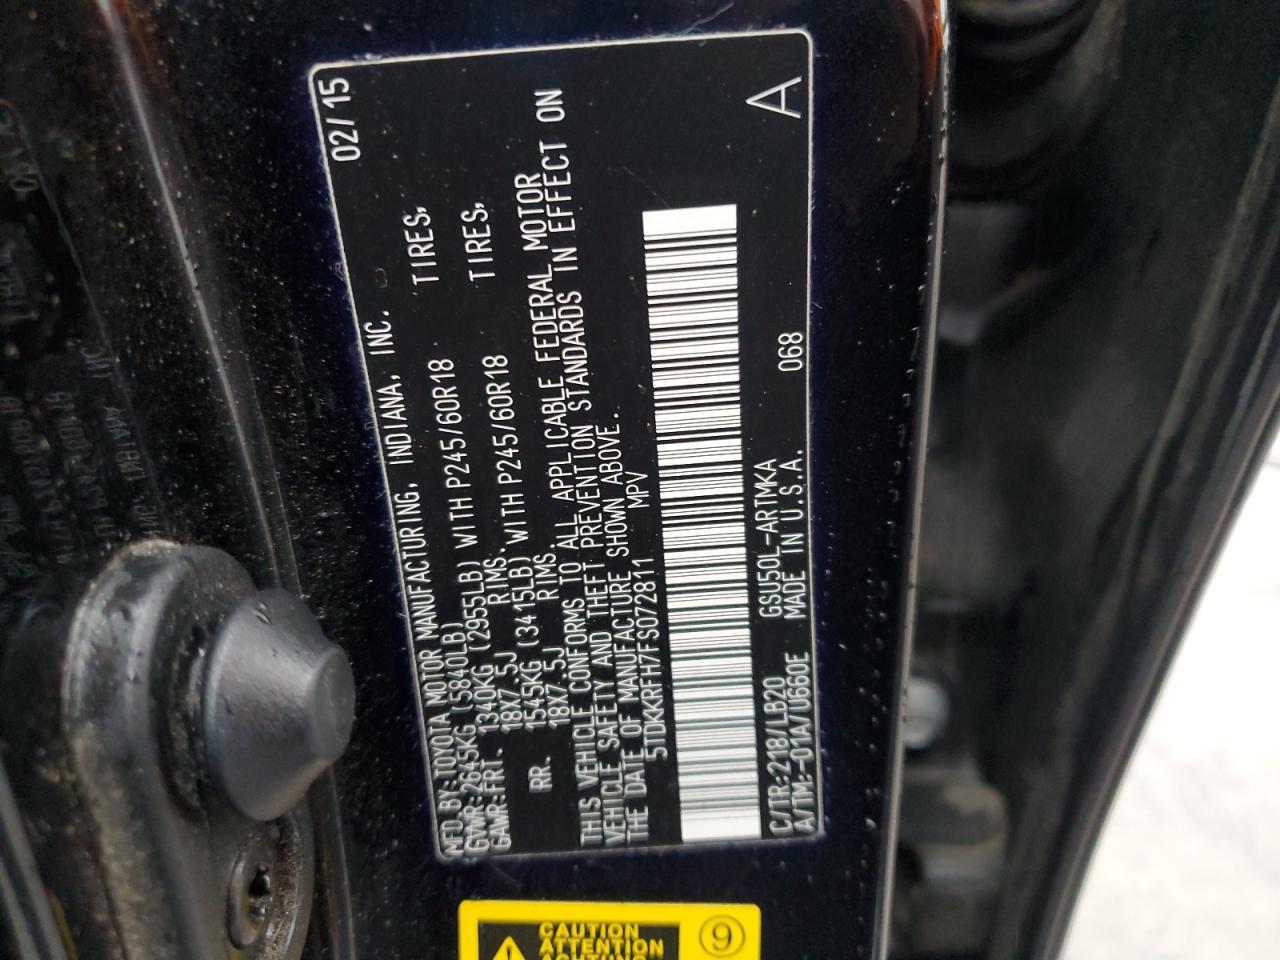 MFD.BY:TOYOTA MOTOR MANUFACTURING, INDIANA, INC. 02/15
GVWR:2645KG (5840LB)
GAWR:FRT. 1340KG (2955LB) WITH P245/60R18 TIRES,
18X7.5J RIMS.
RR. 1545KG (3415LB) WITH P245/60R18 TIRES,
18X7.5J RIMS.
THIS VEHICLE CONFORMS TO ALL APPLICABLE FEDERAL MOTOR
VEHICLE SAFETY AND THEFT PREVENTION STANDARDS IN EFFECT ON
THE DATE OF MANUFACTURE SHOWN ABOVE.
5TDKKRFH7FS072811 MPV
C/TR:218/LB20 GSU50L-ARTMKA
A/TM:-01A/U660E MADE IN U.S.A. 068 A
CAUTION
ATTENTION
ACHTUNG
9